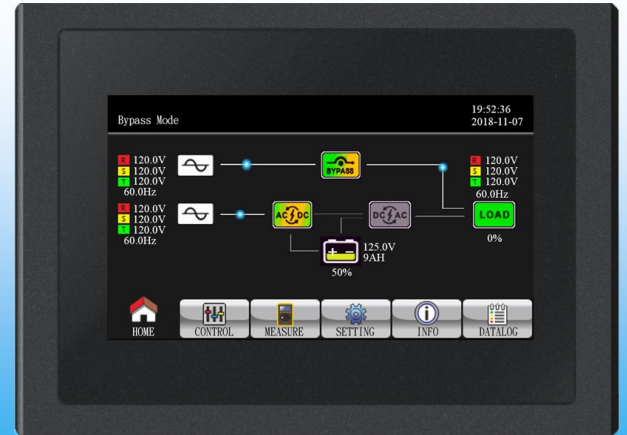 Bypass Mode
19:52:36
2018-11-07
R 120.0V
S 120.0V
T 120.0V
60.0Hz
BYPASS
R 120.0V
S 120.0V
T 120.0V
60.0Hz
R 120.0V
S 120.0V
T 120.0V
60.0Hz
AC DC
DC AC
LOAD
0%
+ -
125.0V
9AH
50%
HOME
CONTROL
MEASURE
SETTING
INFO
DATALOG